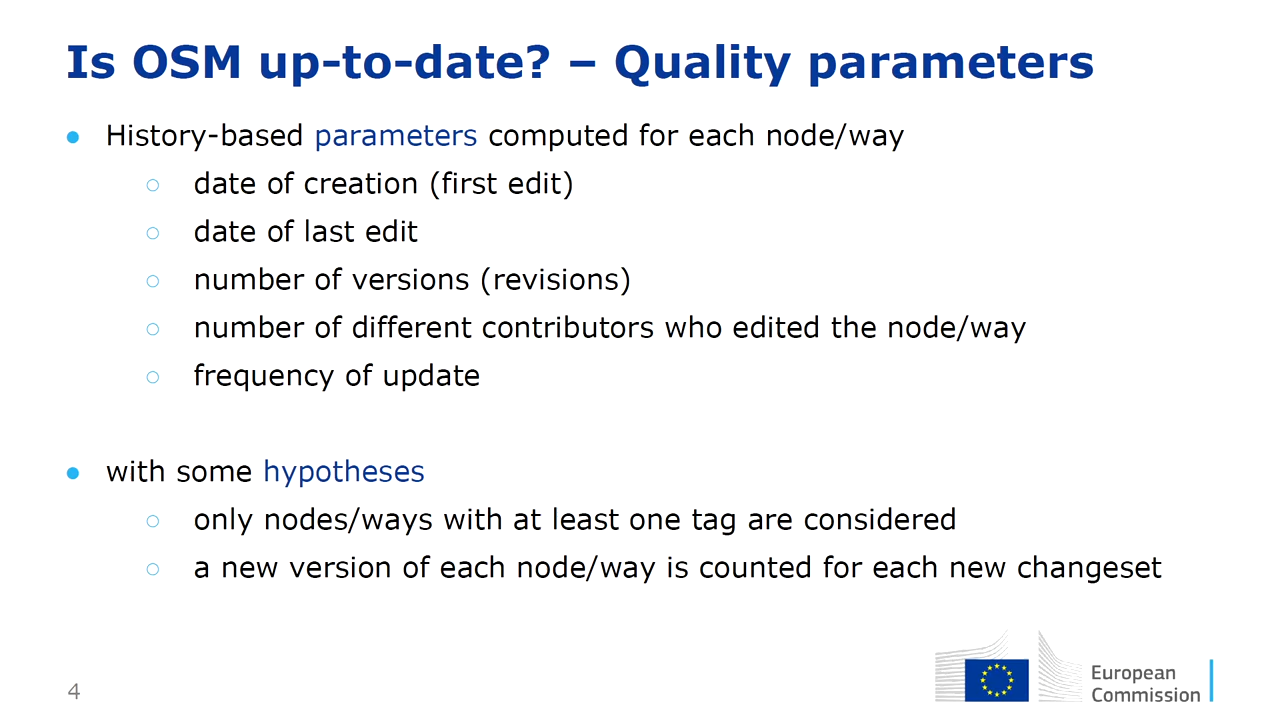 Is OSM up-to-date? – Quality parameters
● History-based parameters computed for each node/way
○ date of creation (first edit)
○ date of last edit
○ number of versions (revisions)
○ number of different contributors who edited the node/way
○ frequency of update
● with some hypotheses
○ only nodes/ways with at least one tag are considered
○ a new version of each node/way is counted for each new changeset
4
European
Commission